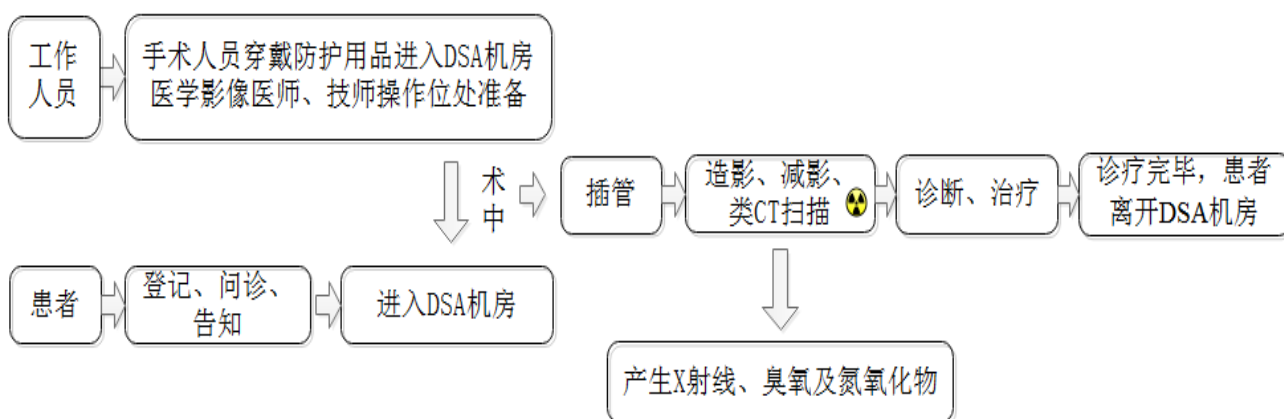 工作
人员
手术人员穿戴防护用品进入DSA机房
医学影像医师、技师操作位处准备
术
中
插管
造影、减影、
类CT扫描
诊断、治疗
诊疗完毕，患者
离开DSA机房
患者
登记、问诊、
告知
进入DSA机房
产生X射线、臭氧及氮氧化物